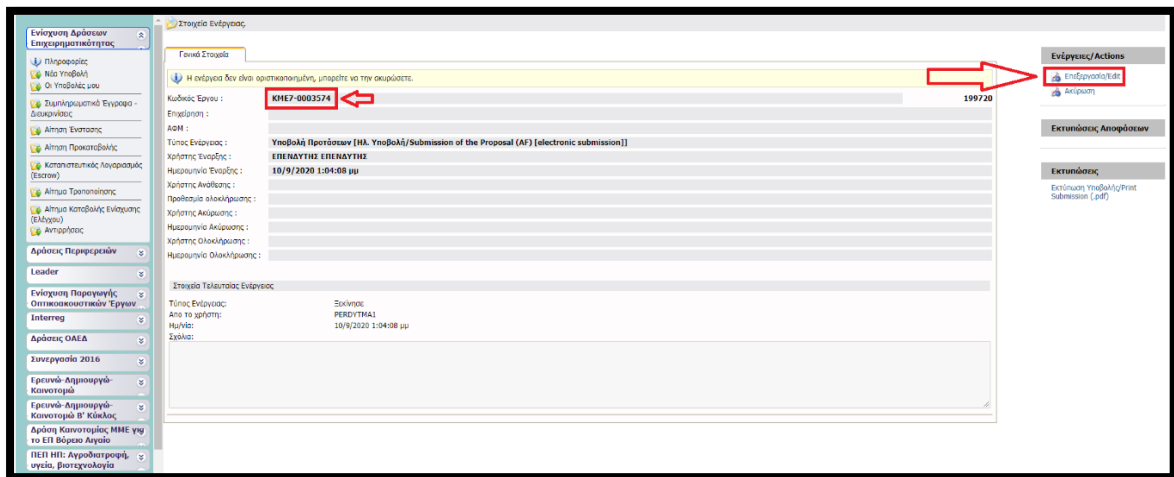 Στοιχεία Ενέργειας.
Ενίσχυση Δράσεων
Επιχειρηματικότητας
Πληροφορίες
Νέα Υποβολή
Οι Υποβολές μου
Συμπληρωματικά Έγγραφα -
Διευκρινίσεις
Αίτηση Ένστασης
Αίτηση Προκαταβολής
Καταπιστευτικός Λογαριασμός
(Escrow)
Αίτημα Τροποποίησης
Αίτημα Καταβολής Ενίσχυσης
(Ελέγχου)
Αντιρρήσεις
Δράσεις Περιφερειών
Leader
Ενίσχυση Παραγωγής
Οπτικοακουστικών Έργων
Interreg
Δράσεις ΟΑΕΔ
Συνεργασία 2016
Ερευνώ-Δημιουργώ-
Καινοτομώ
Ερευνώ-Δημιουργώ-
Καινοτομώ Β' Κύκλος
Δράση Καινοτομίας ΜΜΕ για
το ΕΠ Βόρειο Αιγαίο
ΠΕΠ ΗΠ: Αγροδιατροφή,
υγεία, βιοτεχνολογία
Γενικά Στοιχεία
Η ενέργεια δεν είναι οριστικοποιημένη, μπορείτε να την ακυρώσετε.
Κωδικός Έργου : ΚΜΕ7-0003574 199720
Επιχείρηση :
ΑΦΜ :
Τύπος Ενέργειας : Υποβολή Προτάσεων [Ηλ. Υποβολή/Submission of the Proposal (AF) [electronic submission]]
Χρήστης Έναρξης : ΕΠΕΝΔΥΤΗΣ ΕΠΕΝΔΥΤΗΣ
Ημερομηνία Έναρξης : 10/9/2020 1:04:08 μμ
Χρήστης Ανάθεσης :
Προθεσμία ολοκλήρωσης :
Χρήστης Ακύρωσης :
Ημερομηνία Ακύρωσης :
Χρήστης Ολοκλήρωσης :
Ημερομηνία Ολοκλήρωσης :
Στοιχεία Τελευταίας Ενέργειας
Τύπος Ενέργειας: Ξεκίνησε
Απο το χρήστη: PERDYTMA1
Ημ/νία: 10/9/2020 1:04:08 μμ
Σχόλια:
Ενέργειες/Actions
Επεξεργασία/Edit
Ακύρωση
Εκτυπώσεις Αποφάσεων
Εκτυπώσεις
Εκτύπωση Υποβολής/Print
Submission (.pdf)